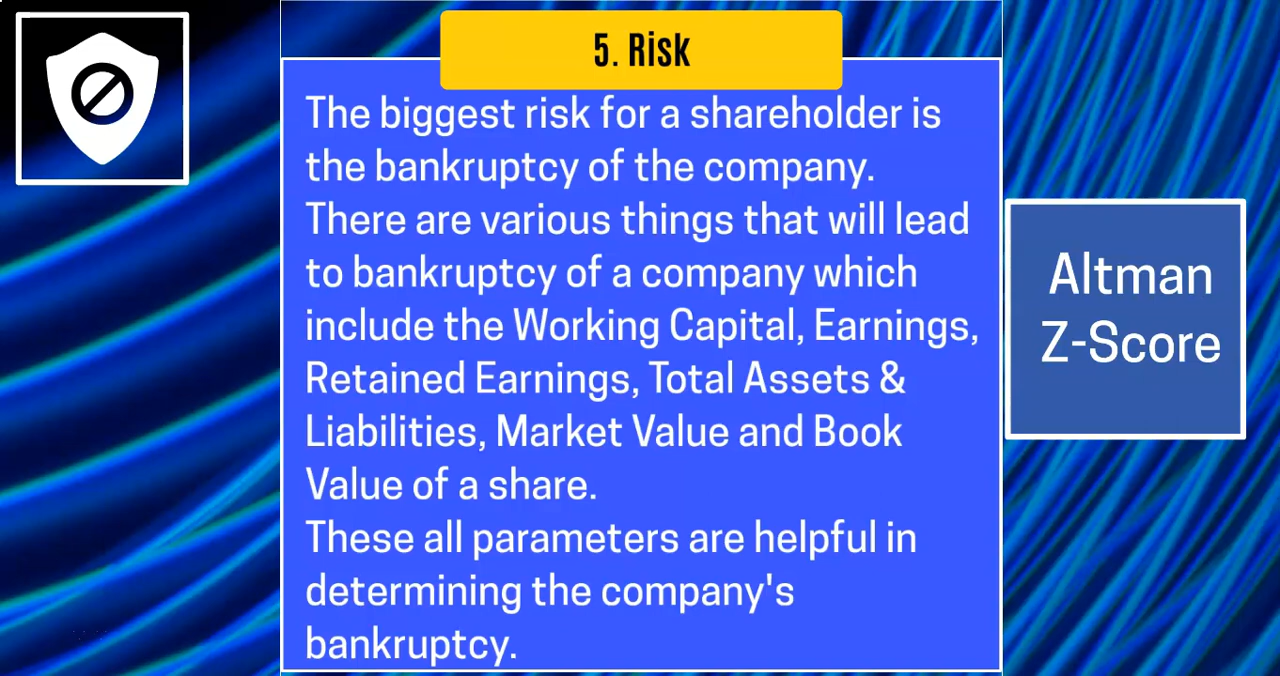 5. Risk
The biggest risk for a shareholder is
the bankruptcy of the company.
There are various things that will lead
to bankruptcy of a company which
include the Working Capital, Earnings,
Retained Earnings, Total Assets &
Liabilities, Market Value and Book
Value of a share.
These all parameters are helpful in
determining the company's
bankruptcy.
Altman
Z-Score